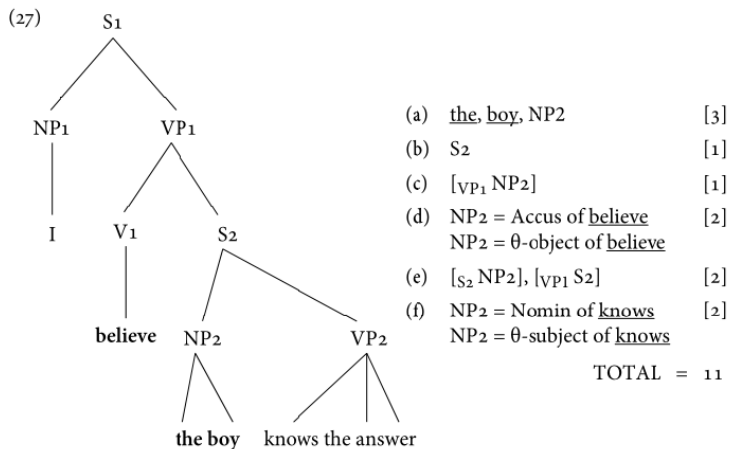 (27)
S1
NP1 VP1
I V1 S2
believe NP2 VP2
the boy knows the answer
(a) the, boy, NP2 [3]
(b) S2 [1]
(c) [VP1 NP2] [1]
(d) NP2 = Accus of believe [2]
NP2 = θ-object of believe
(e) [S2 NP2], [VP1 S2] [2]
(f) NP2 = Nomin of knows [2]
NP2 = θ-subject of knows
TOTAL = 11